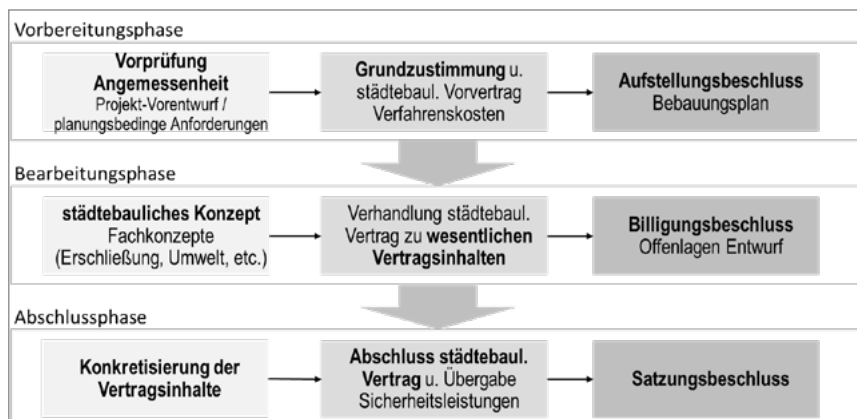 Vorbereitungsphase
Vorprüfung
Angemessenheit
Projekt-Vorentwurf /
planungsbedinge Anforderungen
Grundzustimmung u.
städtebaul. Vorvertrag
Verfahrenskosten
Aufstellungsbeschluss
Bebauungsplan
Bearbeitungsphase
städtebauliches Konzept
Fachkonzepte
(Erschließung, Umwelt, etc.)
Verhandlung städtebaul.
Vertrag zu wesentlichen
Vertragsinhalten
Billigungsbeschluss
Offenlagen Entwurf
Abschlussphase
Konkretisierung der
Vertragsinhalte
Abschluss städtebaul.
Vertrag u. Übergabe
Sicherheitsleistungen
Satzungsbeschluss